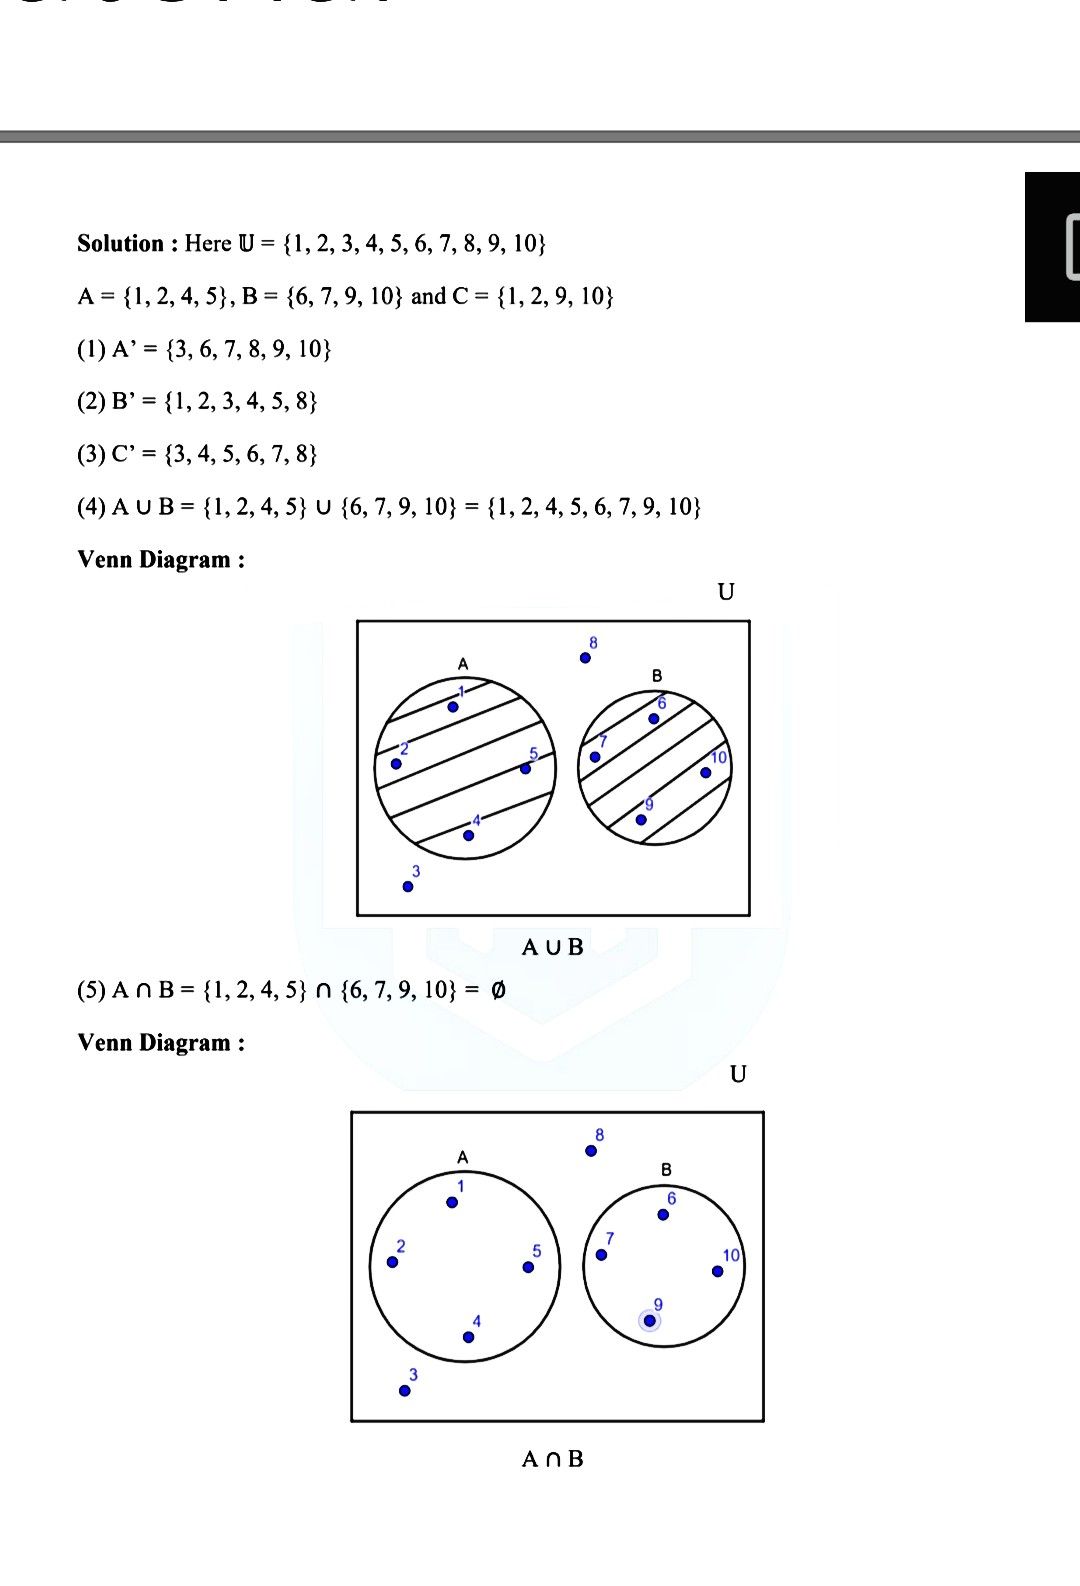 Solution : Here 𝕌 = {1, 2, 3, 4, 5, 6, 7, 8, 9, 10}
A = {1, 2, 4, 5}, B = {6, 7, 9, 10} and C = {1, 2, 9, 10}
(1) A’ = {3, 6, 7, 8, 9, 10}
(2) B’ = {1, 2, 3, 4, 5, 8}
(3) C’ = {3, 4, 5, 6, 7, 8}
(4) A ∪ B = {1, 2, 4, 5} ∪ {6, 7, 9, 10} = {1, 2, 4, 5, 6, 7, 9, 10}
Venn Diagram :
U
8
A
B
1
6
2
7
5
10
9
4
3
A ∪ B
(5) A ∩ B = {1, 2, 4, 5} ∩ {6, 7, 9, 10} = ∅
Venn Diagram :
U
8
A
B
1
6
2
7
5
10
9
4
3
A ∩ B